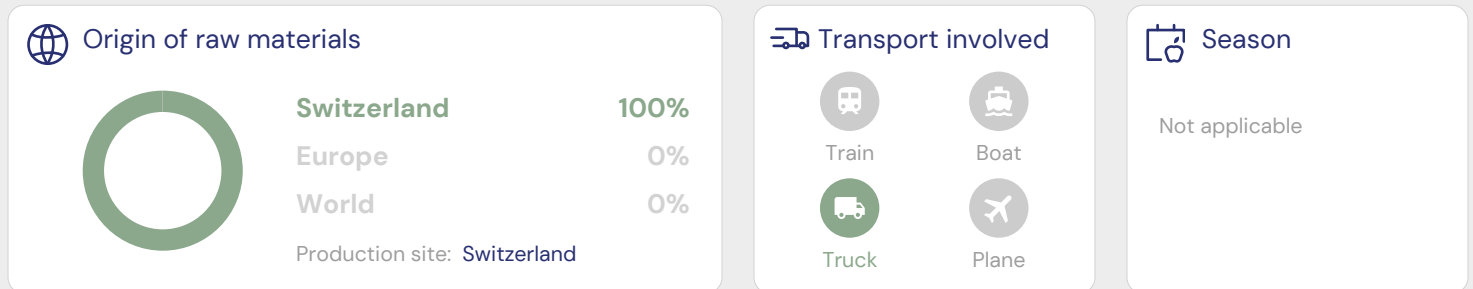 Origin of raw materials
Switzerland 100%
Europe 0%
World 0%
Production site: Switzerland
Transport involved
Train Boat
Truck Plane
Season
Not applicable